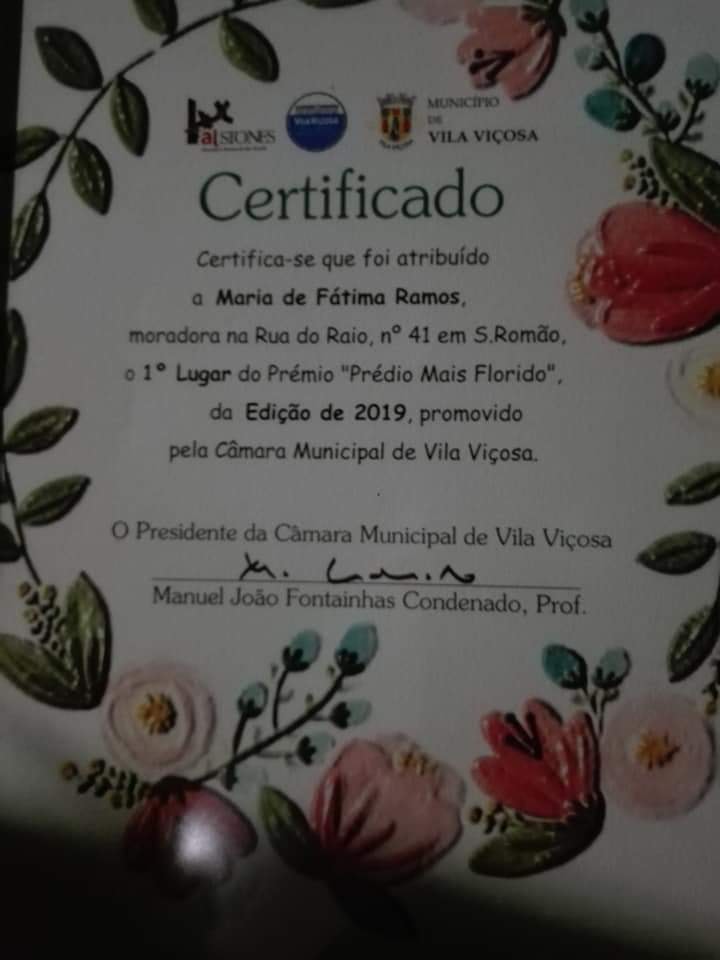 alSTONES
MUNICÍPIO
DE
VILA VIÇOSA
Certificado
Certifica-se que foi atribuído
a Maria de Fátima Ramos,
moradora na Rua do Raio, nº 41 em S.Romão,
o 1º Lugar do Prémio "Prédio Mais Florido",
da Edição de 2019, promovido
pela Câmara Municipal de Vila Viçosa.
O Presidente da Câmara Municipal de Vila Viçosa
Manuel João Fontainhas Condenado, Prof.